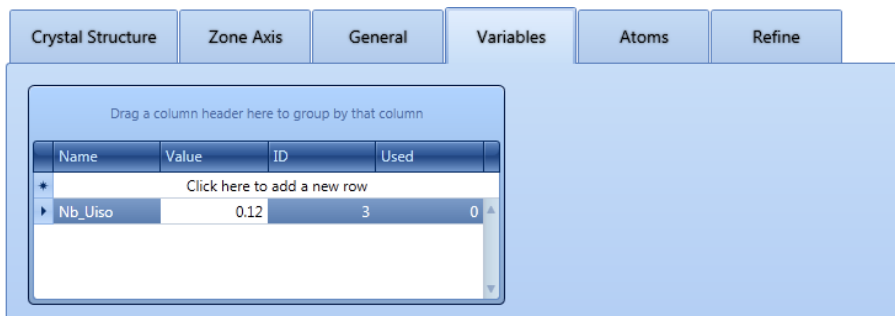 Crystal Structure Zone Axis General Variables Atoms Refine
Drag a column header here to group by that column
Name Value ID Used
Click here to add a new row
Nb_Uiso 0.12 3 0